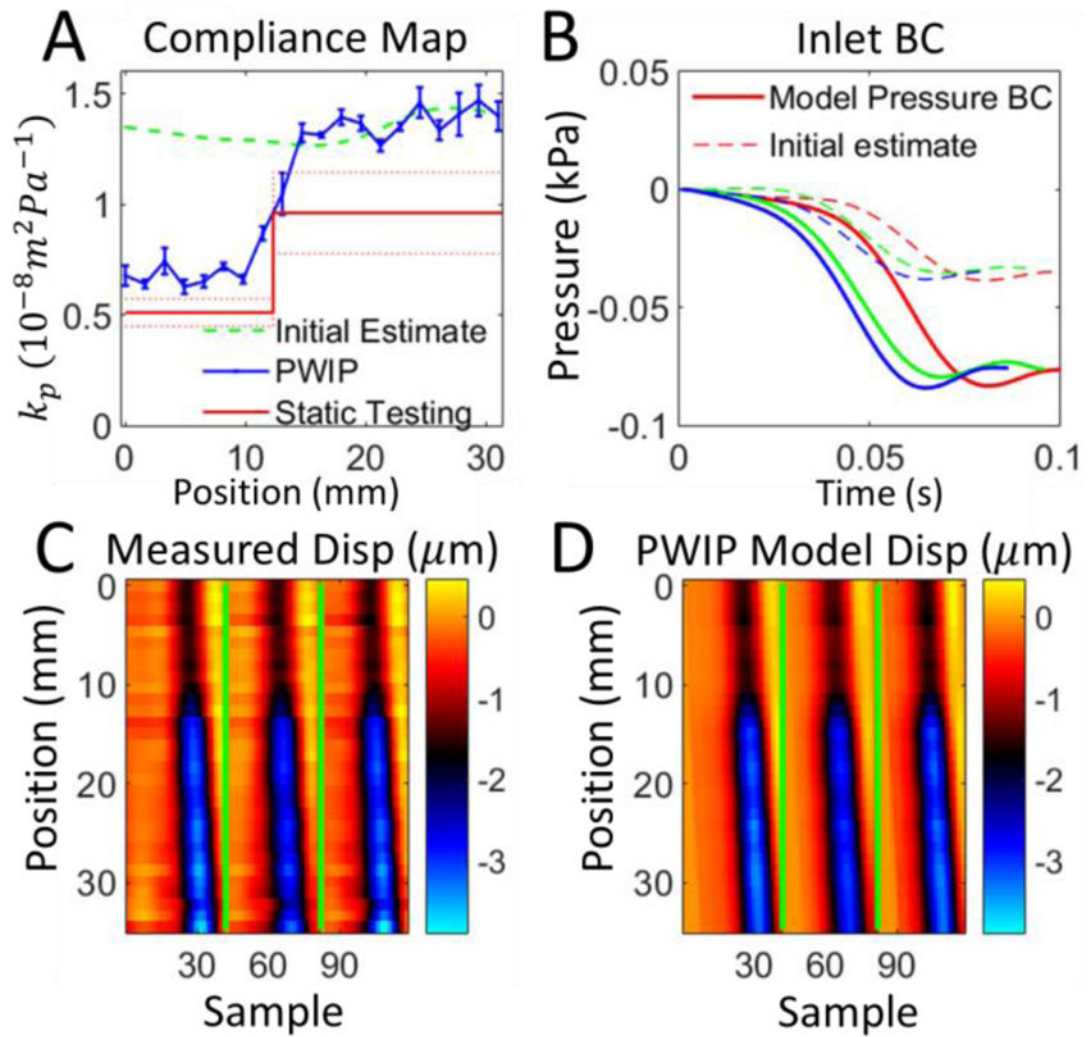 A Compliance Map
1.5
1
0.5
0
k_p (10^{-8}m^2Pa^{-1})
Initial Estimate
PWIP
Static Testing
0 10 20 30
Position (mm)
B Inlet BC
0.05
0
-0.05
-0.1
Pressure (kPa)
Model Pressure BC
Initial estimate
0 0.05 0.1
Time (s)
C Measured Disp (μm)
0
10
20
30
Position (mm)
0
-1
-2
-3
30 60 90
Sample
D PWIP Model Disp (μm)
0
10
20
30
Position (mm)
0
-1
-2
-3
30 60 90
Sample